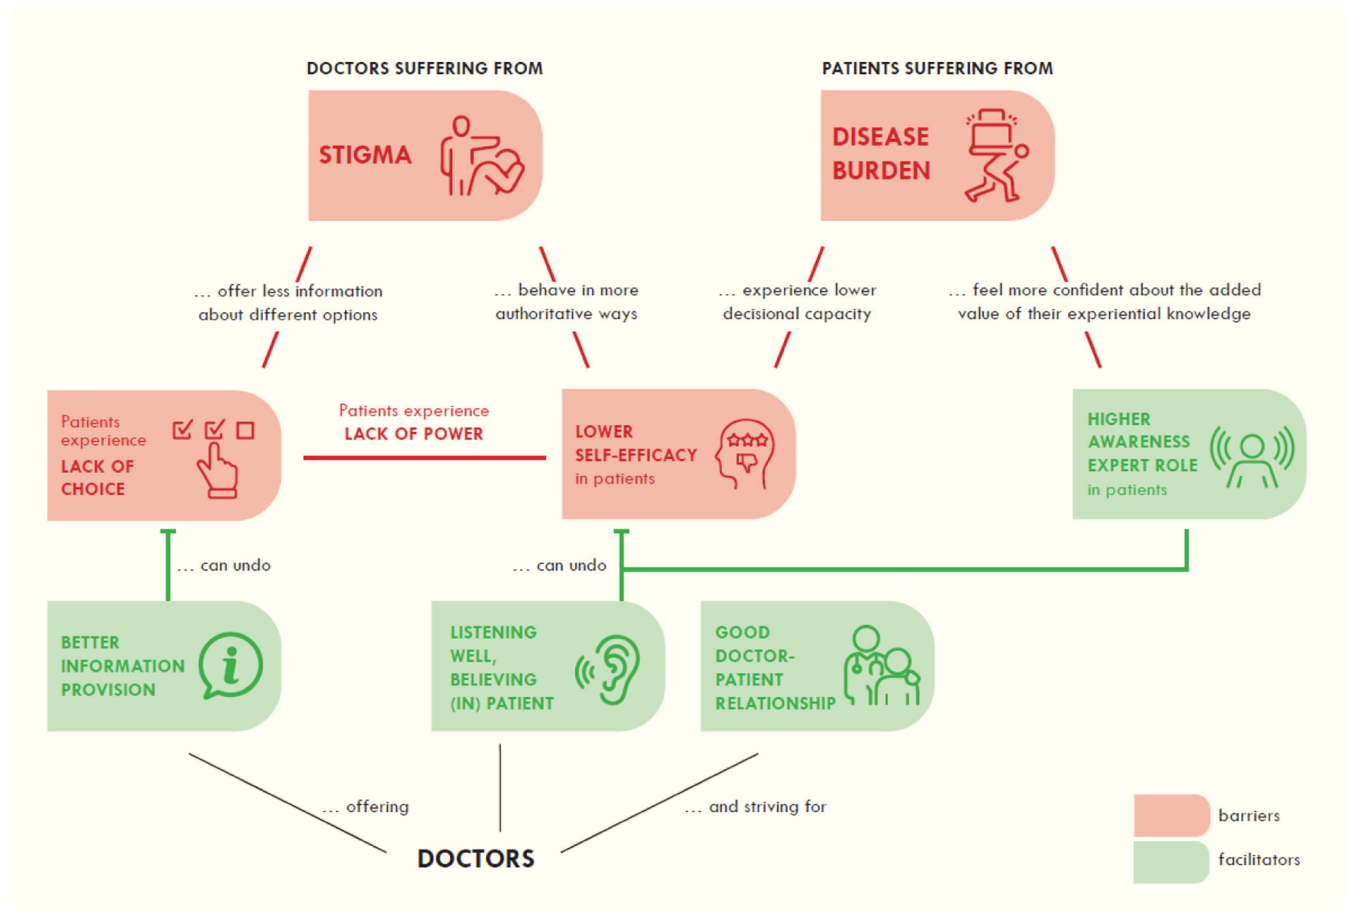 DOCTORS SUFFERING FROM
STIGMA
PATIENTS SUFFERING FROM
DISEASE
BURDEN
... offer less information
about different options
... behave in more
authoritative ways
... experience lower
decisional capacity
... feel more confident about the added
value of their experiential knowledge
Patients
experience
LACK OF
CHOICE
Patients experience
LACK OF POWER
LOWER
SELF-EFFICACY
in patients
HIGHER
AWARENESS
EXPERT ROLE
in patients
... can undo
... can undo
BETTER
INFORMATION
PROVISION
i
LISTENING
WELL,
BELIEVING
(IN) PATIENT
GOOD
DOCTOR-
PATIENT
RELATIONSHIP
... offering
... and striving for
DOCTORS
barriers
facilitators